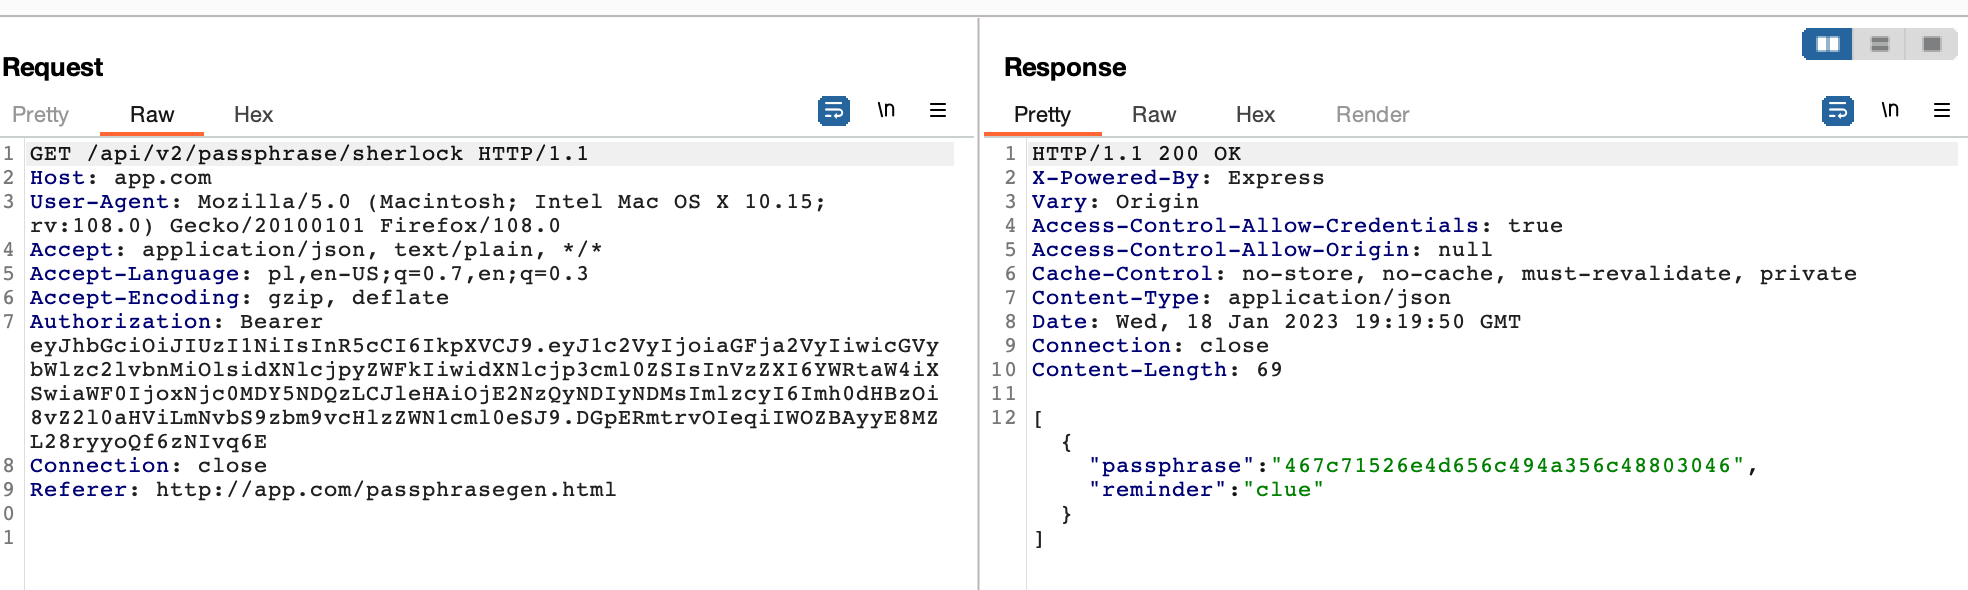 Request
Pretty Raw Hex \n
1 GET /api/v2/passphrase/sherlock HTTP/1.1
2 Host: app.com
3 User-Agent: Mozilla/5.0 (Macintosh; Intel Mac OS X 10.15;
rv:108.0) Gecko/20100101 Firefox/108.0
4 Accept: application/json, text/plain, */*
5 Accept-Language: pl,en-US;q=0.7,en;q=0.3
6 Accept-Encoding: gzip, deflate
7 Authorization: Bearer
eyJhbGciOiJIUzI1NiIsInR5cCI6IkpXVCJ9.eyJ1c2VyIjoiaGFja2VyIiwicGVy
bWlzc2lvbnMiOlsidXNlcjpyZWFkIiwidXNlcjp3cml0ZSIsInVzZXI6YWRtaW4iX
SwiaWF0IjoxNjc0MDY5NDQzLCJleHAiOjE2NzQyNDIyNDMsImlzcyI6Imh0dHBzOi
8vZ2l0aHViLmNvbS9zbm9vcHlzZWN1cml0eSJ9.DGpERmtrvOIeqiIWOZBAyyE8MZ
L28ryyoQf6zNIvq6E
8 Connection: close
9 Referer: http://app.com/passphrasegen.html
0
1
Response
Pretty Raw Hex Render \n
1 HTTP/1.1 200 OK
2 X-Powered-By: Express
3 Vary: Origin
4 Access-Control-Allow-Credentials: true
5 Access-Control-Allow-Origin: null
6 Cache-Control: no-store, no-cache, must-revalidate, private
7 Content-Type: application/json
8 Date: Wed, 18 Jan 2023 19:19:50 GMT
9 Connection: close
10 Content-Length: 69
11
12 [
{
"passphrase":"467c71526e4d656c494a356c48803046",
"reminder":"clue"
}
]